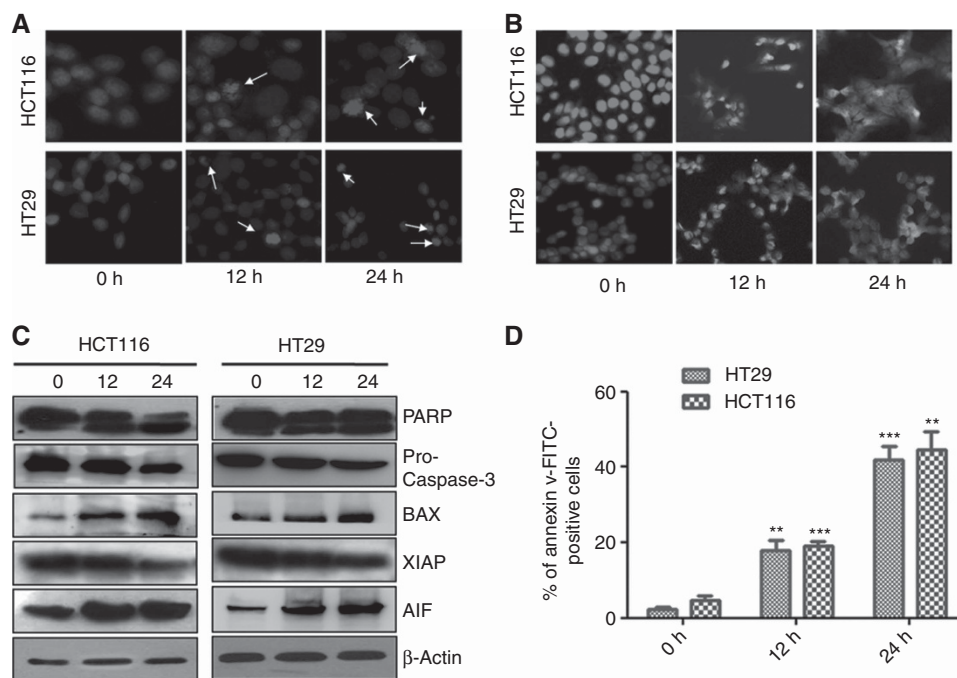 A
HCT116
HT29
0 h
12 h
24 h
B
HCT116
HT29
0 h
12 h
24 h
C
HCT116
HT29
0
12
24
0
12
24
PARP
Pro-
Caspase-3
BAX
XIAP
AIF
β-Actin
D
HT29
HCT116
% of annexin v-FITC-
positive cells
60
40
20
0
**
***
***
**
0 h
12 h
24 h